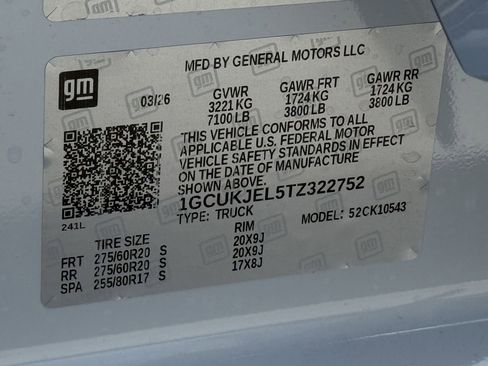 MFD BY GENERAL MOTORS LLC
gm
03/26
GVWR GAWR FRT GAWR RR
3221 KG 1724 KG 1724 KG
7100 LB 3800 LB 3800 LB
THIS VEHICLE CONFORMS TO ALL
APPLICABLE U.S. FEDERAL MOTOR
VEHICLE SAFETY STANDARDS IN EFFECT
ON THE DATE OF MANUFACTURE
SHOWN ABOVE.
1GCUKJEL5TZ322752
241L
TYPE: TRUCK MODEL: 52CK10543
TIRE SIZE RIM
FRT 275/60R20 S 20X9J
RR 275/60R20 S 20X9J
SPA 255/80R17 S 17X8J